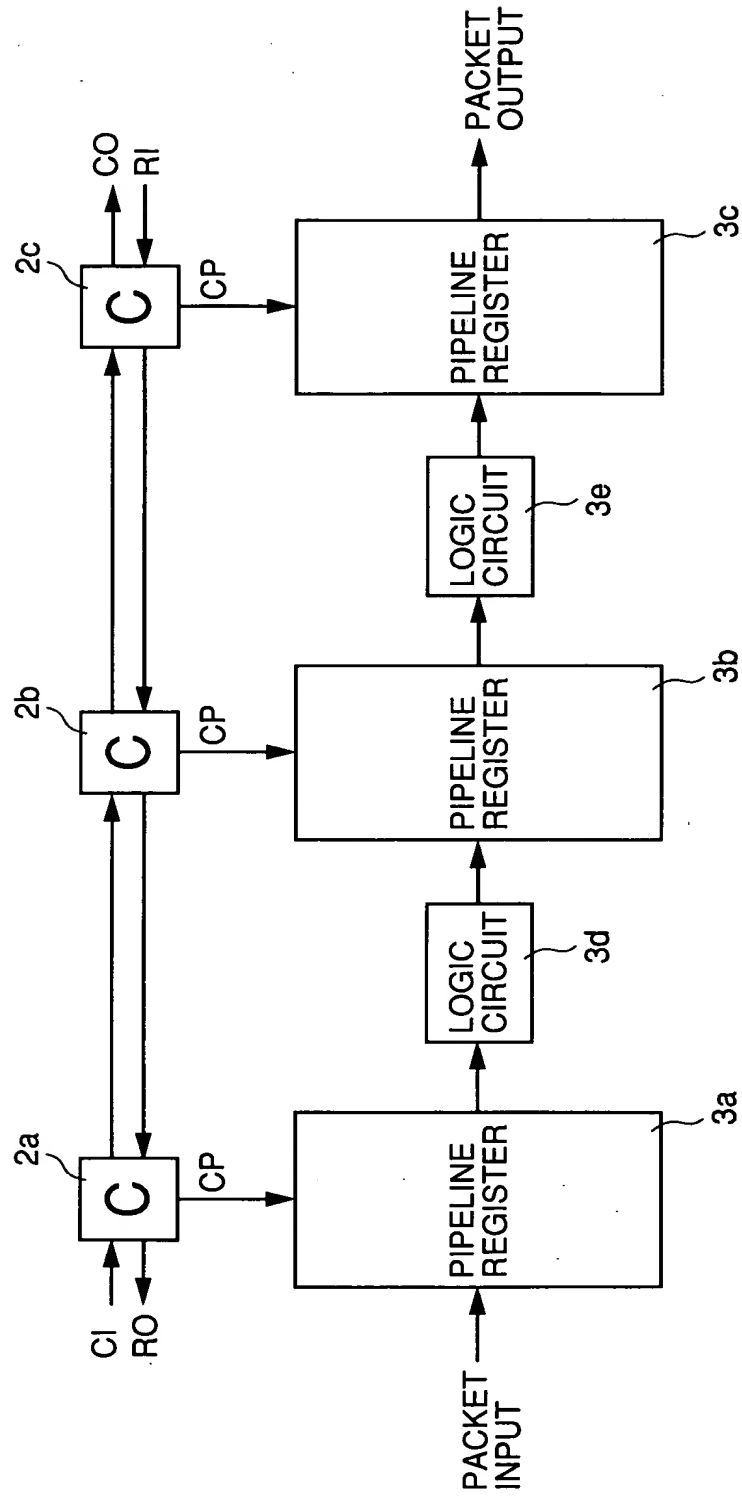 2a
2b
2c
CI
RO
C
C
C
CO
RI
CP
CP
CP
PACKET
INPUT
PIPELINE
REGISTER
3a
LOGIC
CIRCUIT
3d
PIPELINE
REGISTER
3b
LOGIC
CIRCUIT
3e
PIPELINE
REGISTER
3c
PACKET
OUTPUT